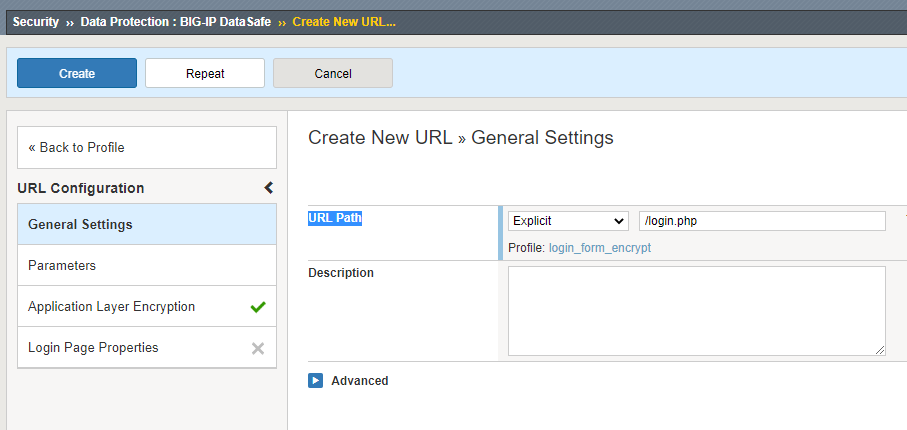 Security ›› Data Protection : BIG-IP DataSafe ›› Create New URL...
Create Repeat Cancel
« Back to Profile
URL Configuration
General Settings
Parameters
Application Layer Encryption
Login Page Properties
Create New URL » General Settings
URL Path Explicit /login.php
Profile: login_form_encrypt
Description
Advanced